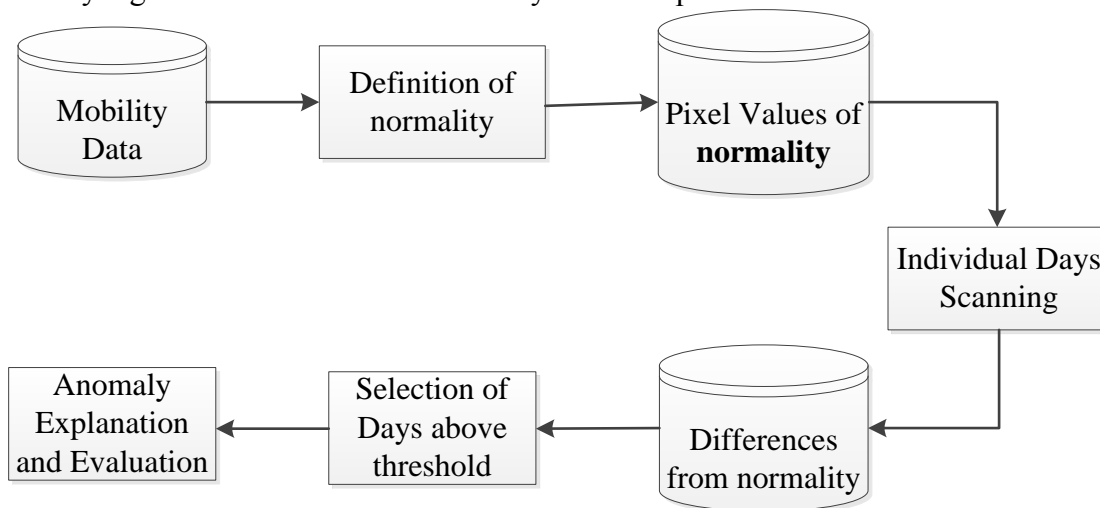 Mobility
Data
Definition of
normality
Pixel Values of
normality
Individual Days
Scanning
Differences
from normality
Selection of
Days above
threshold
Anomaly
Explanation
and Evaluation